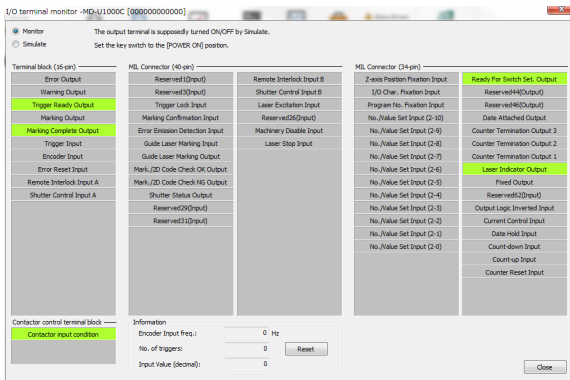 I/O terminal monitor -MD-U1000C [000000000000]
Monitor
The output terminal is supposedly turned ON/OFF by Simulate.
Simulate
Set the key switch to the [POWER ON] position.
Terminal block (16-pin)
Error Output
Warning Output
Trigger Ready Output
Marking Output
Marking Complete Output
Trigger Input
Encoder Input
Error Reset Input
Remote Interlock Input A
Shutter Control Input A
MIL Connector (40-pin)
Reserved1(Input)
Reserved3(Input)
Trigger Lock Input
Marking Confirmation Input
Error Emission Detection Input
Guide Laser Marking Input
Guide Laser Marking Output
Mark./2D Code Check OK Output
Mark./2D Code Check NG Output
Shutter Status Output
Reserved29(Input)
Reserved31(Input)
Remote Interlock Input B
Shutter Control Input B
Laser Excitation Input
Reserved26(Input)
Machinery Disable Input
Laser Stop Input
MIL Connector (34-pin)
Z-axis Position Fixation Input
I/O Char. Fixation Input
Program No. Fixation Input
No./Value Set Input (2-10)
No./Value Set Input (2-9)
No./Value Set Input (2-8)
No./Value Set Input (2-7)
No./Value Set Input (2-6)
No./Value Set Input (2-5)
No./Value Set Input (2-4)
No./Value Set Input (2-3)
No./Value Set Input (2-2)
No./Value Set Input (2-1)
No./Value Set Input (2-0)
Ready For Switch Set. Output
Reserved44(Output)
Reserved46(Output)
Date Attached Output
Counter Termination Output 3
Counter Termination Output 2
Counter Termination Output 1
Laser Indicator Output
Fixed Output
Reserved62(Input)
Output Logic Inverted Input
Current Control Input
Date Hold Input
Count-down Input
Count-up Input
Counter Reset Input
Contactor control terminal block
Contactor input condition
Information
Encoder Input freq.: 0 Hz
No. of triggers: 0 Reset
Input Value (decimal): 0
Close